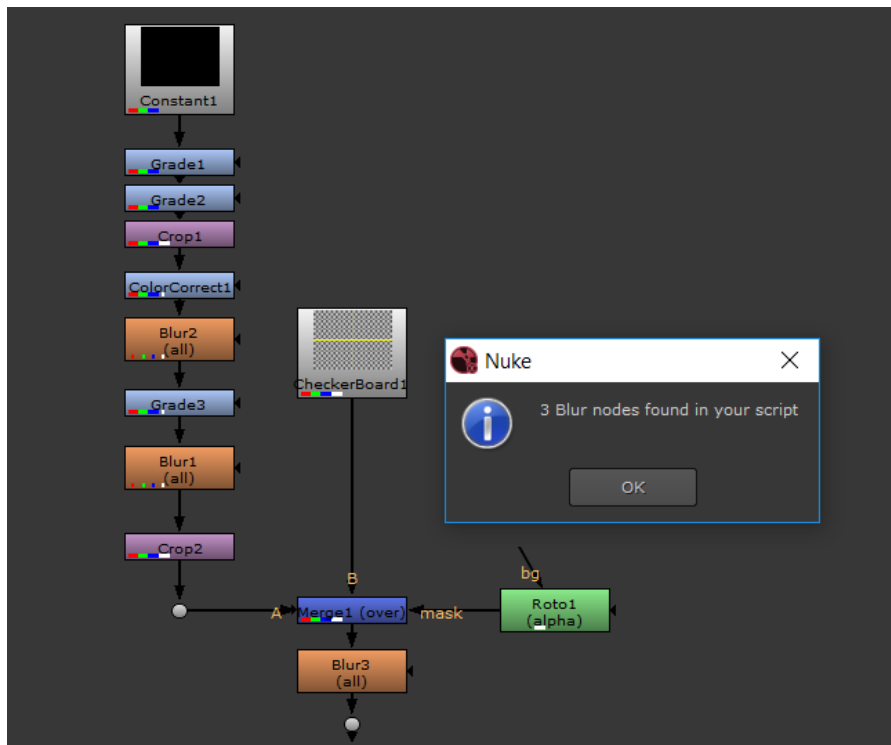 Constant1
Grade1
Grade2
Crop1
ColorCorrect1
Blur2
(all)
CheckerBoard1
Grade3
Blur1
(all)
Crop2
Nuke
3 Blur nodes found in your script
OK
B
bg
A
Merge1 (over)
mask
Roto1
(alpha)
Blur3
(all)